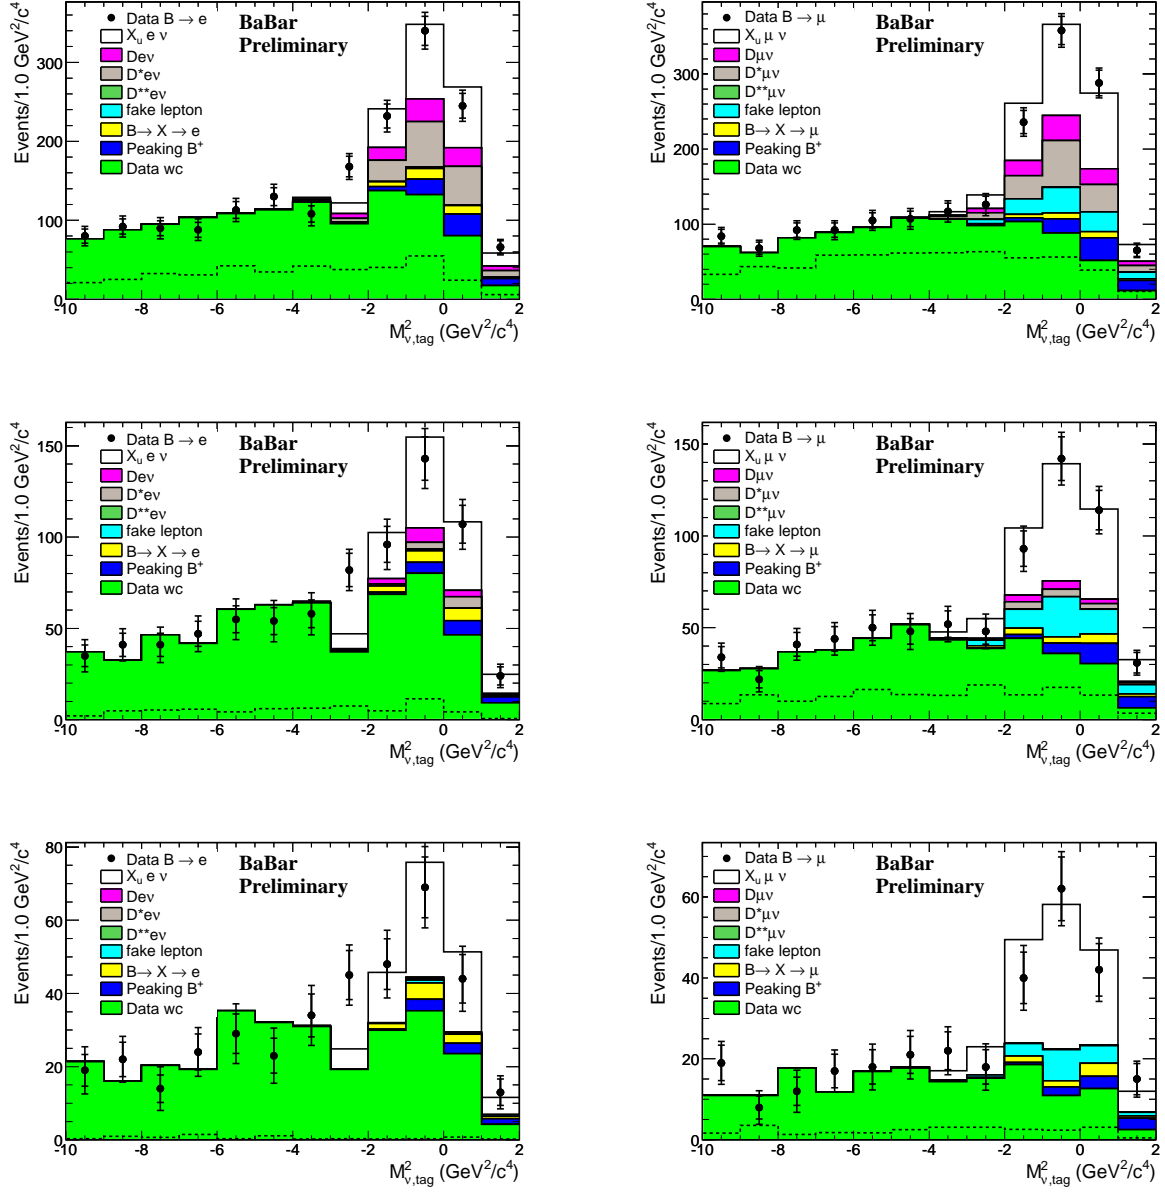 Events/1.0 GeV²/c⁴
300
200
100
0
Data B → e
X_u e ν
Deν
D*eν
D**eν
fake lepton
B→ X → e
Peaking B⁺
Data wc
BaBar
Preliminary
-10 -8 -6 -4 -2 0 2
M²_ν,tag (GeV²/c⁴)
Events/1.0 GeV²/c⁴
300
200
100
0
Data B → μ
X_u μ ν
Dμν
D*μν
D**μν
fake lepton
B→ X → μ
Peaking B⁺
Data wc
BaBar
Preliminary
-10 -8 -6 -4 -2 0 2
M²_ν,tag (GeV²/c⁴)
Events/1.0 GeV²/c⁴
150
100
50
0
Data B → e
X_u e ν
Deν
D*eν
D**eν
fake lepton
B→ X → e
Peaking B⁺
Data wc
BaBar
Preliminary
-10 -8 -6 -4 -2 0 2
M²_ν,tag (GeV²/c⁴)
Events/1.0 GeV²/c⁴
150
100
50
0
Data B → μ
X_u μ ν
Dμν
D*μν
D**μν
fake lepton
B→ X → μ
Peaking B⁺
Data wc
BaBar
Preliminary
-10 -8 -6 -4 -2 0 2
M²_ν,tag (GeV²/c⁴)
Events/1.0 GeV²/c⁴
80
60
40
20
0
Data B → e
X_u e ν
Deν
D*eν
D**eν
fake lepton
B→ X → e
Peaking B⁺
Data wc
BaBar
Preliminary
-10 -8 -6 -4 -2 0 2
M²_ν,tag (GeV²/c⁴)
Events/1.0 GeV²/c⁴
60
40
20
0
Data B → μ
X_u μ ν
Dμν
D*μν
D**μν
fake lepton
B→ X → μ
Peaking B⁺
Data wc
BaBar
Preliminary
-10 -8 -6 -4 -2 0 2
M²_ν,tag (GeV²/c⁴)